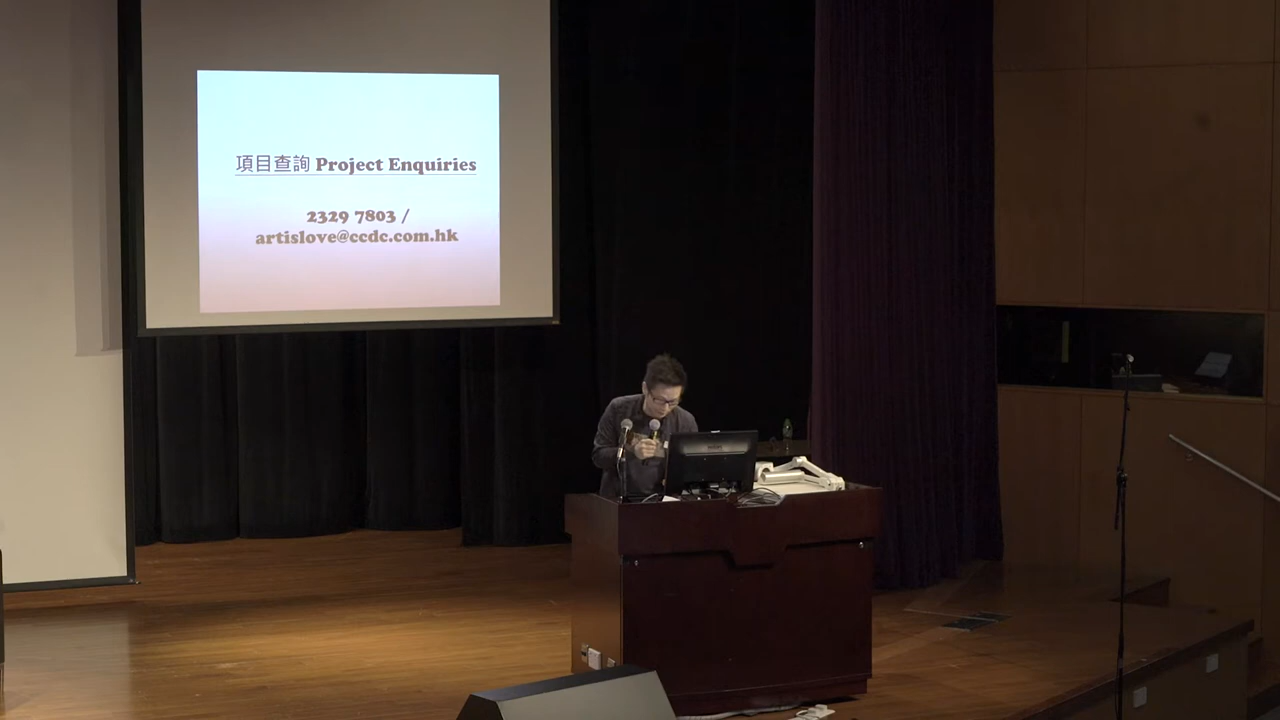 項目查詢 Project Enquiries
2329 7803 /
artislove@ccdc.com.hk